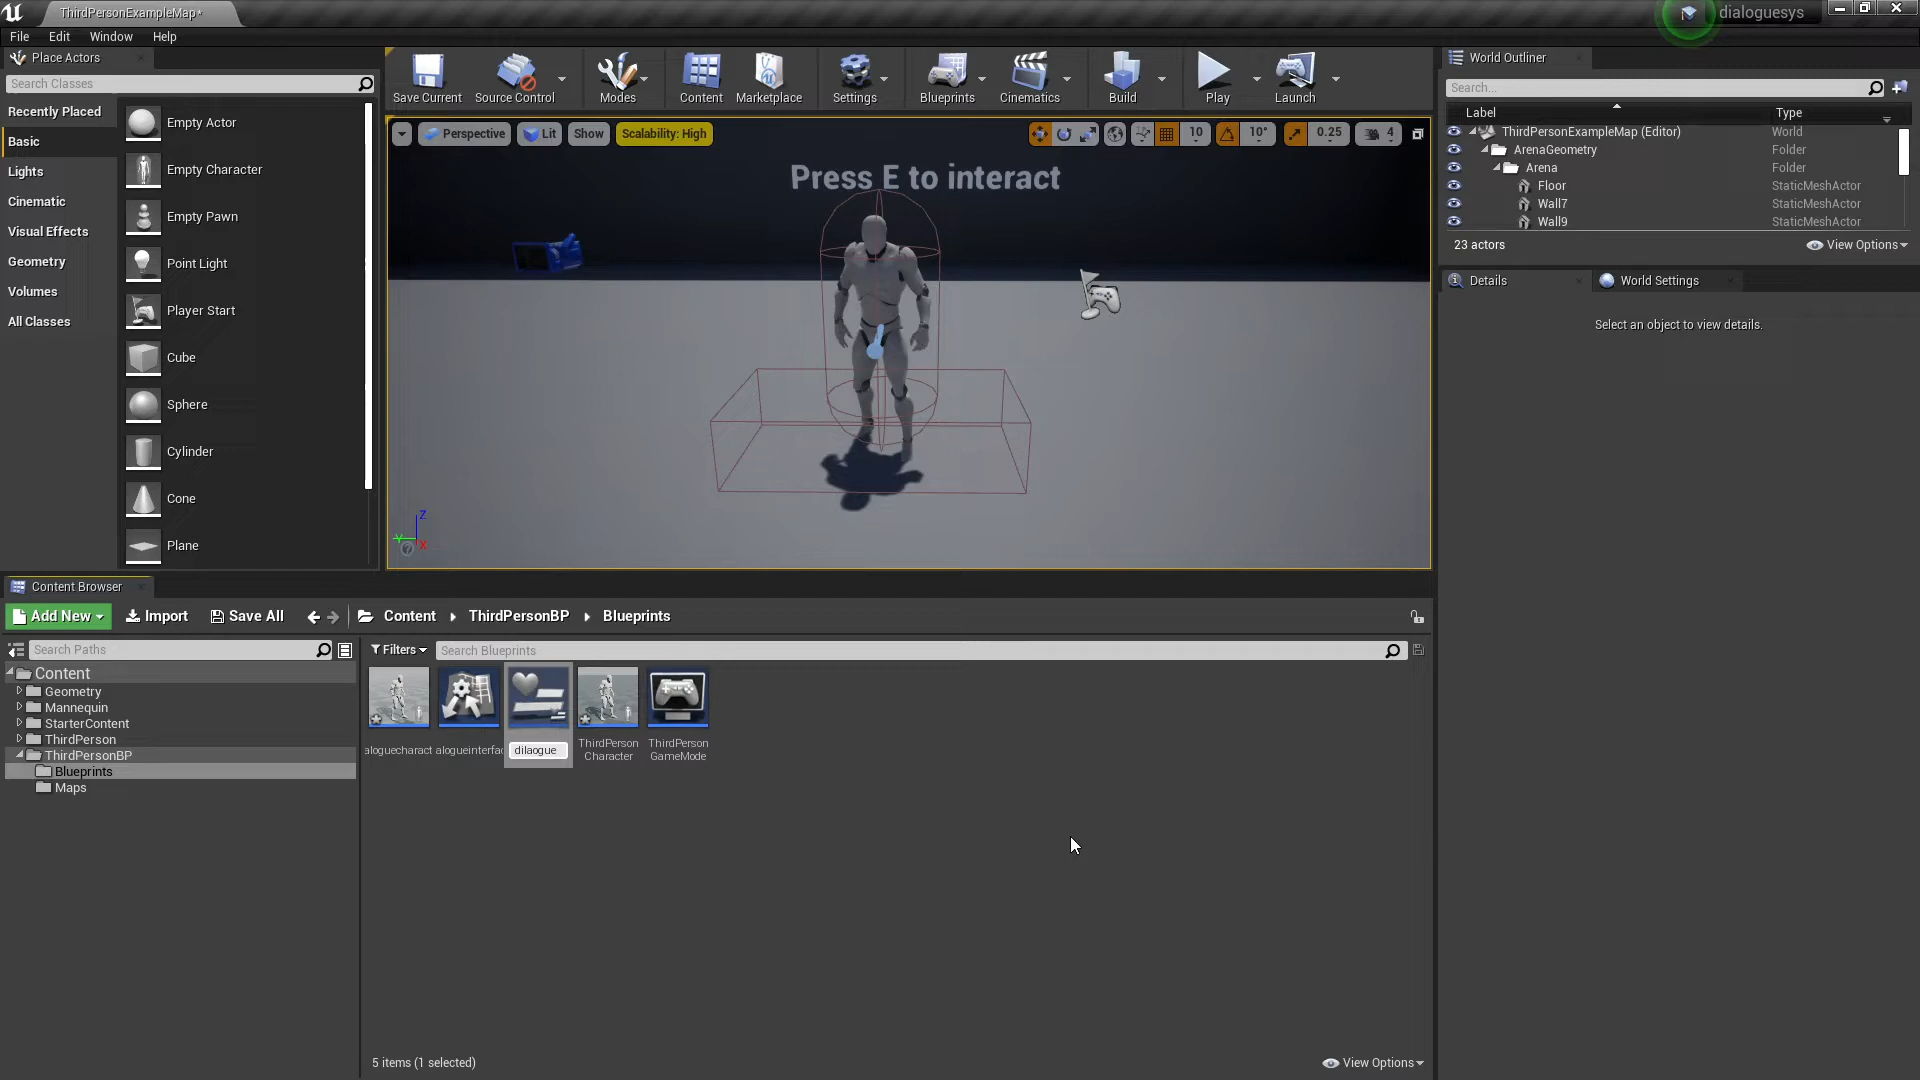 ThirdPersonExampleMap*
dialoguesys
File Edit Window Help
Place Actors
Search Classes
Recently Placed
Basic
Lights
Cinematic
Visual Effects
Geometry
Volumes
All Classes
Empty Actor
Empty Character
Empty Pawn
Point Light
Player Start
Cube
Sphere
Cylinder
Cone
Plane
Save Current
Source Control
Modes
Content
Marketplace
Settings
Blueprints
Cinematics
Build
Play
Launch
Perspective
Lit
Show
Scalability: High
10
10°
0.25
4
Press E to interact
Z
Y
X
World Outliner
Search...
Label Type
ThirdPersonExampleMap (Editor) World
ArenaGeometry Folder
Arena Folder
Floor StaticMeshActor
Wall7 StaticMeshActor
Wall9 StaticMeshActor
23 actors
View Options
Details
World Settings
Select an object to view details.
Content Browser
Add New
Import
Save All
Content
ThirdPersonBP
Blueprints
Search Paths
Filters
Search Blueprints
Content
Geometry
Mannequin
StarterContent
ThirdPerson
ThirdPersonBP
Blueprints
Maps
aloguecharact
alogueinterfac
dilaogue
ThirdPerson
Character
ThirdPerson
GameMode
5 items (1 selected)
View Options